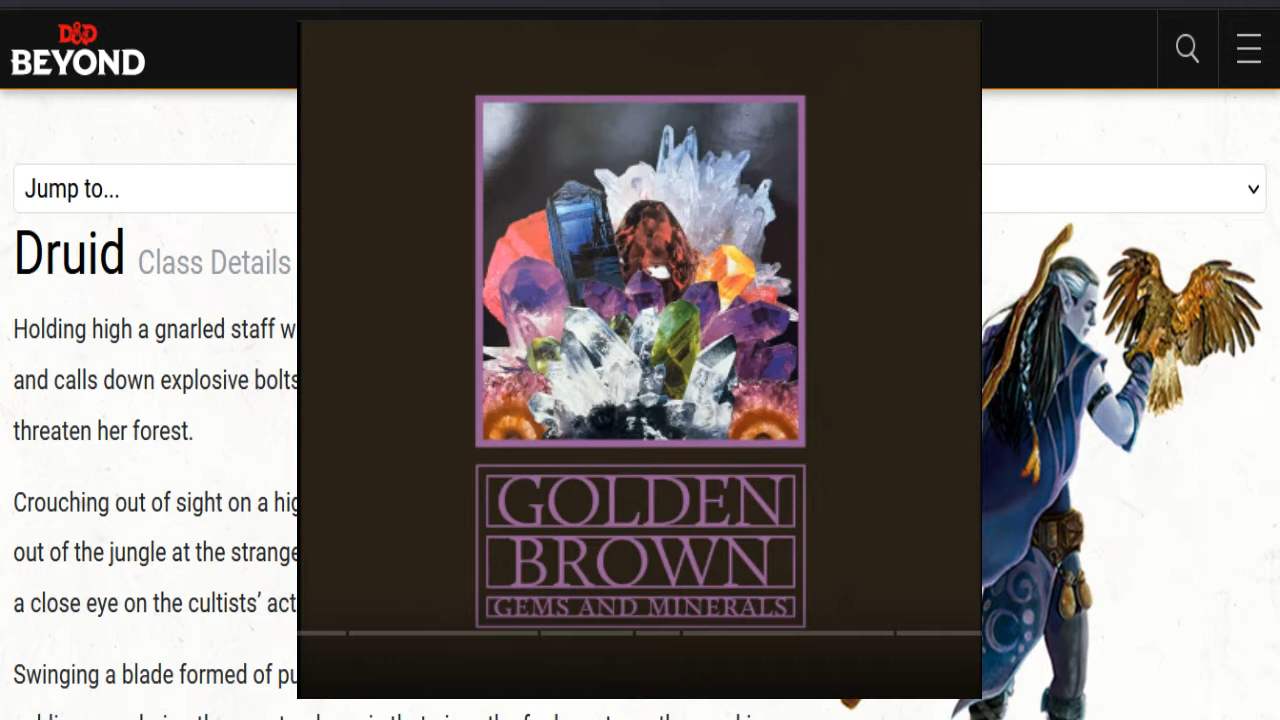 D&D
BEYOND
Jump to...
Druid Class Details
Holding high a gnarled staff w
and calls down explosive bolts
threaten her forest.
Crouching out of sight on a hig
out of the jungle at the strange
a close eye on the cultists’ act
Swinging a blade formed of pu
GOLDEN
BROWN
GEMS AND MINERALS